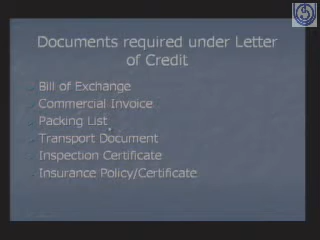 Documents required under Letter
of Credit
Bill of Exchange
Commercial Invoice
Packing List
Transport Document
Inspection Certificate
Insurance Policy/Certificate